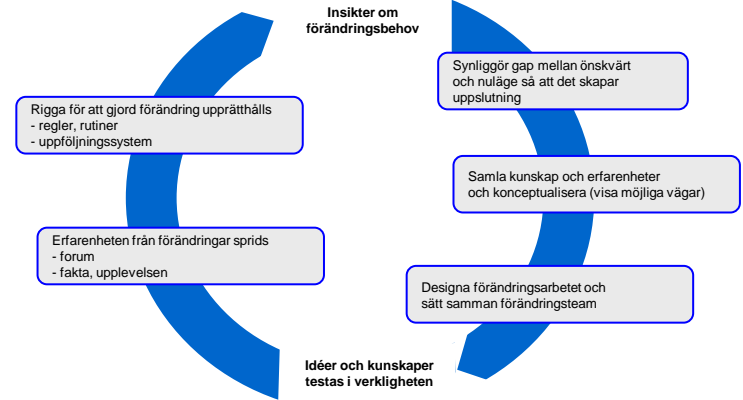 Insikter om
förändringsbehov
Synliggör gap mellan önskvärt
och nuläge så att det skapar
uppslutning
Samla kunskap och erfarenheter
och konceptualisera (visa möjliga vägar)
Designa förändringsarbetet och
sätt samman förändringsteam
Idéer och kunskaper
testas i verkligheten
Erfarenheten från förändringar sprids
- forum
- fakta, upplevelsen
Rigga för att gjord förändring upprätthålls
- regler, rutiner
- uppföljningssystem